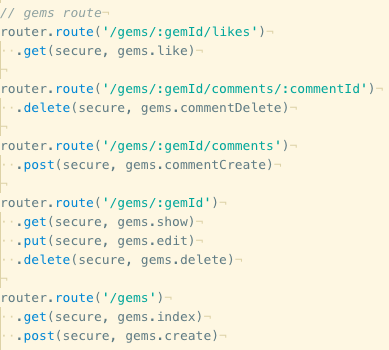 // gems route¬
router.route('/gems/:gemId/likes')¬
··.get(secure, gems.like)¬
¬
router.route('/gems/:gemId/comments/:commentId')¬
··.delete(secure, gems.commentDelete)¬
¬
router.route('/gems/:gemId/comments')¬
··.post(secure, gems.commentCreate)¬
¬
router.route('/gems/:gemId')¬
··.get(secure, gems.show)¬
··.put(secure, gems.edit)¬
··.delete(secure, gems.delete)¬
¬
router.route('/gems')¬
··.get(secure, gems.index)¬
··.post(secure, gems.create)¬